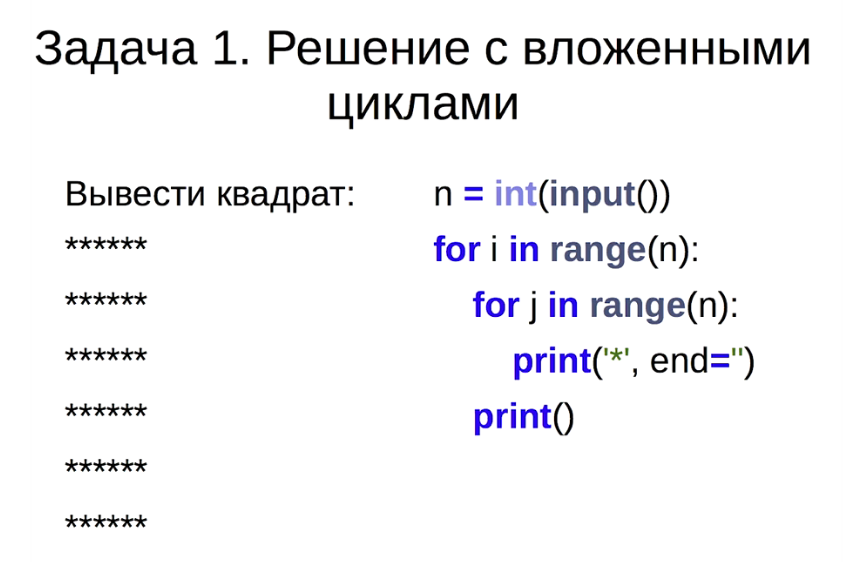 Задача 1. Решение с вложенными
циклами
Вывести квадрат:
******
******
******
******
******
******
n = int(input())
for i in range(n):
    for j in range(n):
        print('*', end='')
    print()